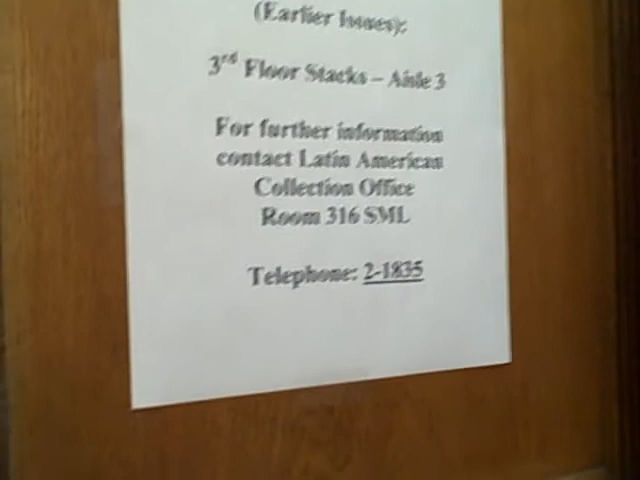 (Earlier Issues):
3rd Floor Stacks – Aisle 3
For further information
contact Latin American
Collection Office
Room 316 SML
Telephone: 2-1835